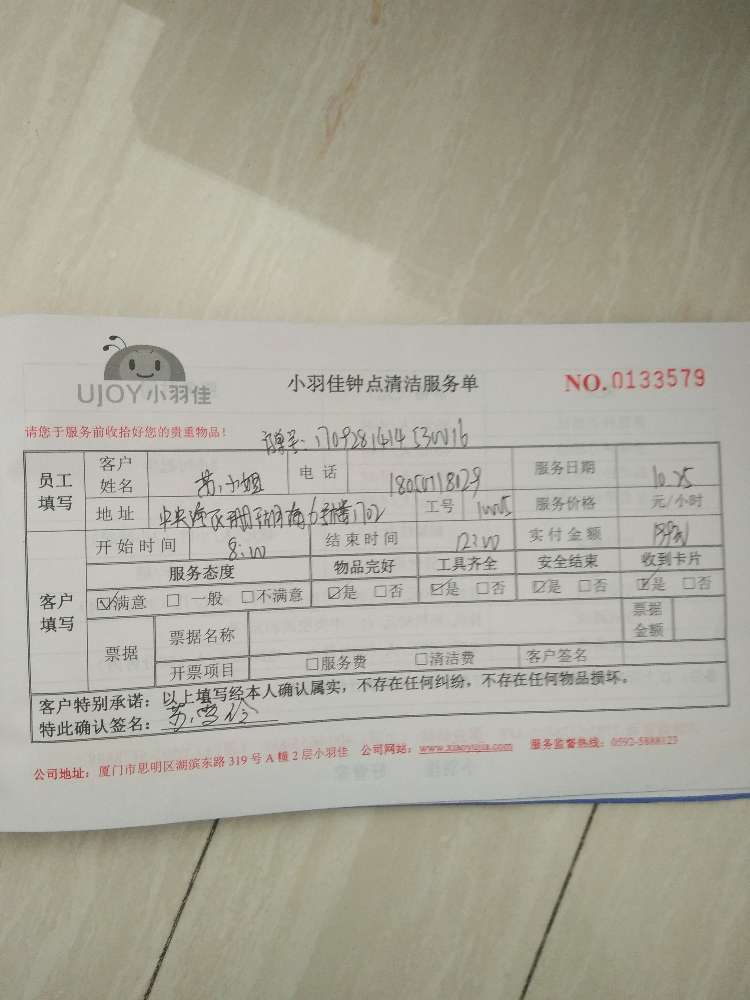 UJOY小羽佳
小羽佳钟点清洁服务单
NO.0133579
请您于服务前收拾好您的贵重物品!
员工填写 客户姓名 苏小姐 电话 18050118029 服务日期 10.25
地址 工号 服务价格 元/小时
客户填写 开始时间 8:00 结束时间 12:00 实付金额
服务态度 物品完好 工具齐全 安全结束 收到卡片
☑满意 □一般 □不满意 ☑是 □否 ☑是 □否 ☑是 □否 ☑是 □否
票据 票据名称 票据金额
开票项目 □服务费 □清洁费 客户签名
客户特别承诺:以上填写经本人确认属实,不存在任何纠纷,不存在任何物品损坏。
特此确认签名:苏
公司地址:厦门市思明区湖滨东路319号A幢2层小羽佳 公司网站:www.xiaoyujia.com 服务监督热线:0592-5888125